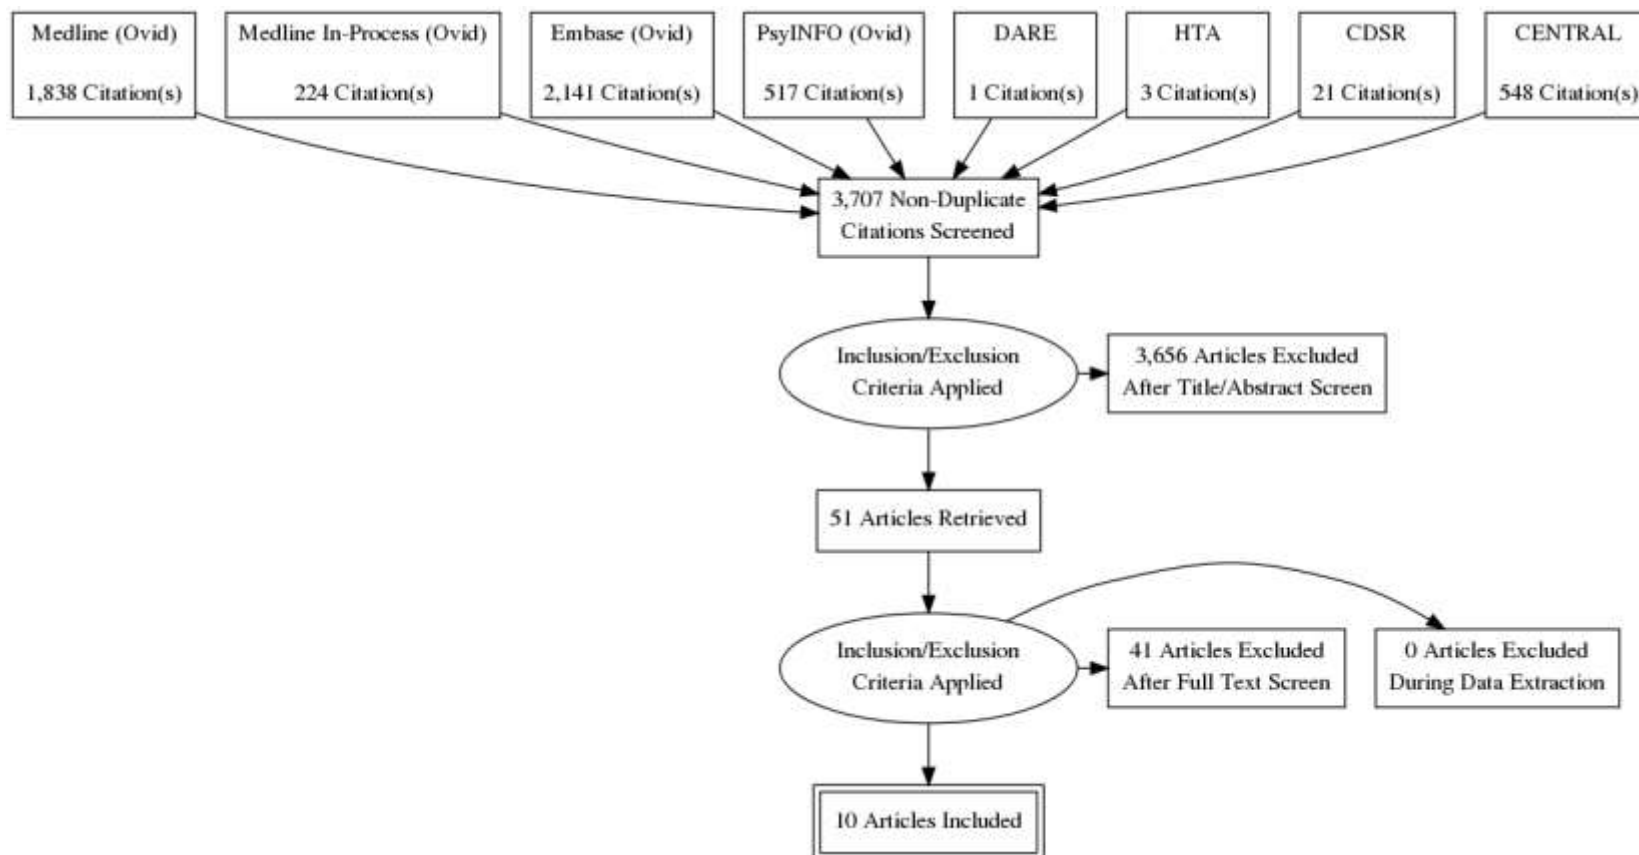 Medline (Ovid)
1,838 Citation(s)
Medline In-Process (Ovid)
224 Citation(s)
Embase (Ovid)
2,141 Citation(s)
PsyINFO (Ovid)
517 Citation(s)
DARE
1 Citation(s)
HTA
3 Citation(s)
CDSR
21 Citation(s)
CENTRAL
548 Citation(s)
3,707 Non-Duplicate
Citations Screened
Inclusion/Exclusion
Criteria Applied
3,656 Articles Excluded
After Title/Abstract Screen
51 Articles Retrieved
Inclusion/Exclusion
Criteria Applied
41 Articles Excluded
After Full Text Screen
0 Articles Excluded
During Data Extraction
10 Articles Included